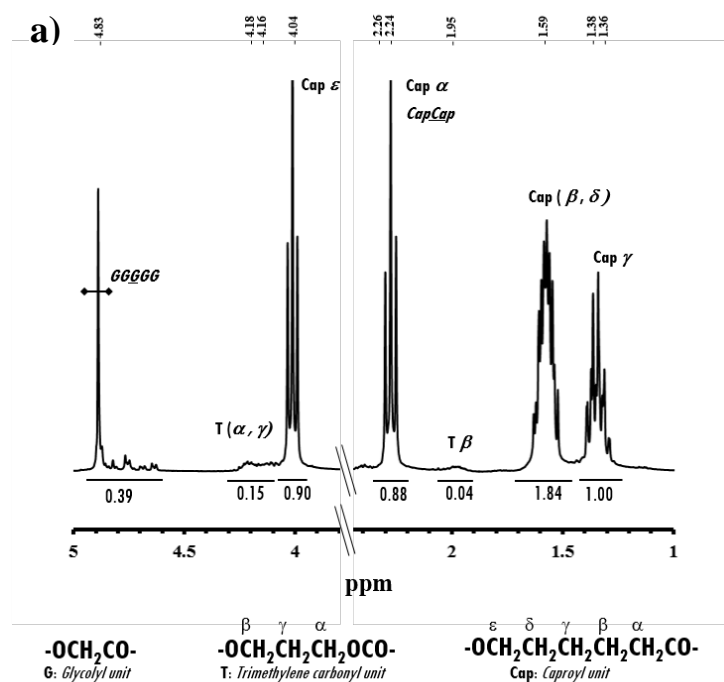 a)
4.83 4.18 4.16 4.04 2.26 2.24 1.95 1.59 1.38 1.36
Cap ε
Cap α
CapCap
Cap (β, δ)
Cap γ
GGGGG
T (α, γ)
T β
0.39 0.15 0.90 0.88 0.04 1.84 1.00
5 4.5 4 2 1.5 1
ppm
β γ α ε δ γ β α
-OCH2CO- -OCH2CH2CH2OCO- -OCH2CH2CH2CH2CH2CO-
G: Glycolyl unit T: Trimethylene carbonyl unit Cap: Caproyl unit